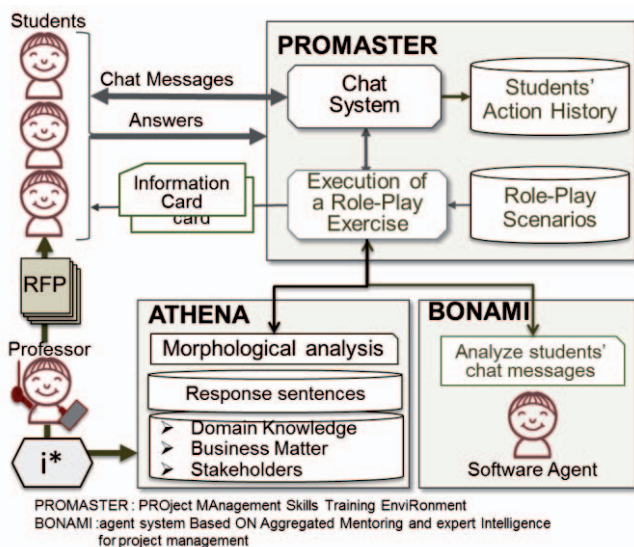 Students
PROMASTER
Chat Messages
Chat
System
Students'
Action History
Answers
Information
Card
card
Execution of
a Role-Play
Exercise
Role-Play
Scenarios
RFP
Professor
i*
ATHENA
Morphological analysis
Response sentences
➢ Domain Knowledge
➢ Business Matter
➢ Stakeholders
BONAMI
Analyze students'
chat messages
Software Agent
PROMASTER : PROject MAnagement Skills Training EnviRonment
BONAMI :agent system Based ON Aggregated Mentoring and expert Intelligence
for project management